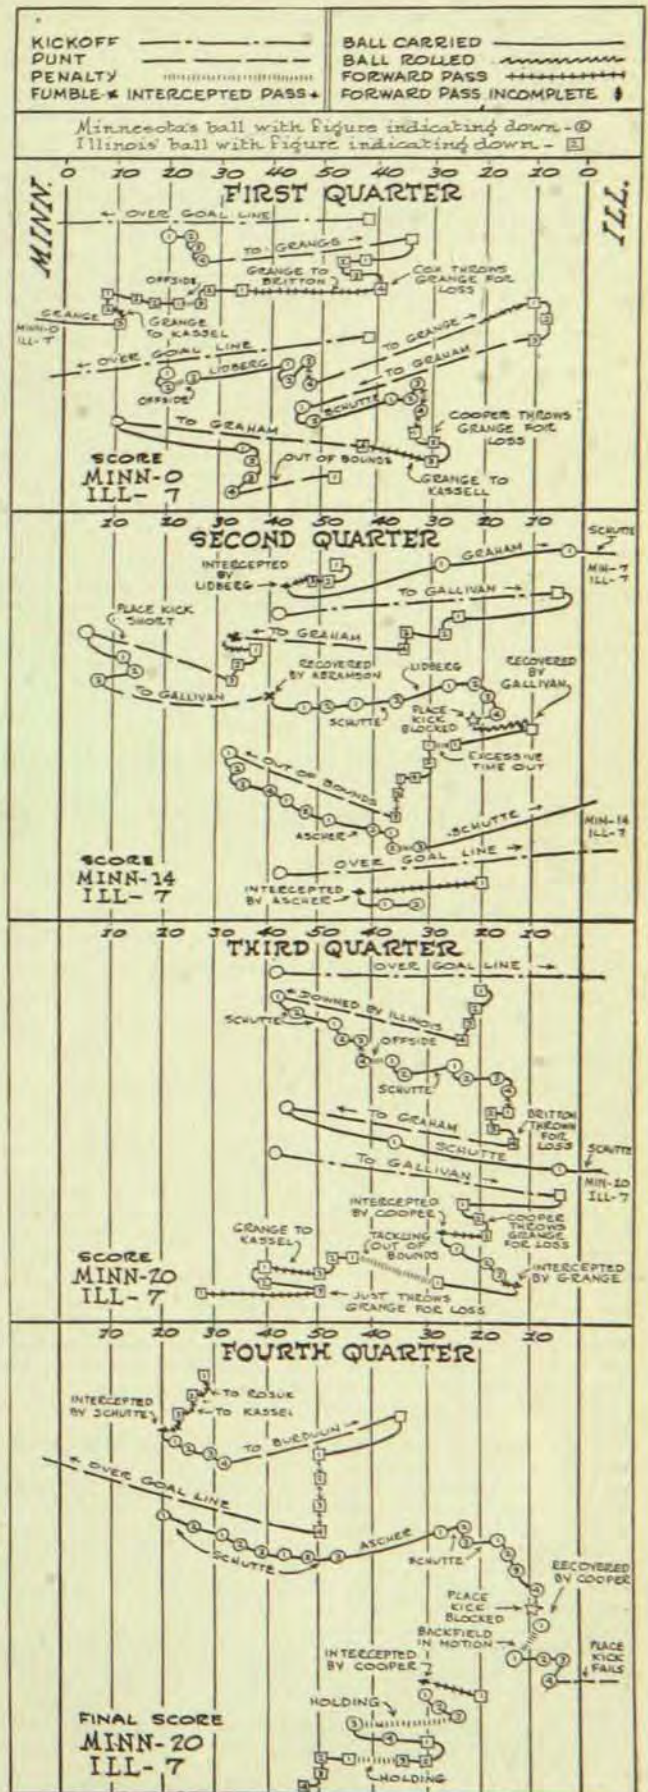 KICKOFF
PUNT
PENALTY
FUMBLE INTERCEPTED PASS
BALL CARRIED
BALL ROLLED
FORWARD PASS
FORWARD PASS INCOMPLETE
Minnesota's ball with figure indicating down - ②
Illinois' ball with figure indicating down - 2
0 10 20 30 40 50 40 30 20 10 0
MINN.
ILL.
FIRST QUARTER
OVER GOAL LINE
TO GRANGE
GRANGE TO
BRITTON
COX THROWS
GRANGE FOR
LOSS
OFFSIDE
GRANGE
MINN-0
ILL-7
GRANGE
TO KASSEL
TO GRANGE
OVER GOAL LINE
TO GRAHAM
LIDBERG
OFFSIDE
SCHUTTE
TO GRAHAM
COOPER THROWS
GRANGE FOR
LOSS
OUT OF BOUNDS
GRANGE TO
KASSELL
SCORE
MINN-0
ILL-7
10 20 30 40 50 40 30 20 10
SECOND QUARTER
SCHUTTE
GRAHAM
INTERCEPTED
BY
LIDBERG
MIN-7
ILL-7
TO GALLIVAN
PLACE KICK
SHORT
TO GRAHAM
RECOVERED
BY ABRAMSON
LIDBERG
RECOVERED
BY
GALLIVAN
TO GALLIVAN
SCHUTTE
PLACE
KICK
BLOCKED
EXCESSIVE
TIME OUT
OUT OF BOUNDS
ASCHER
SCHUTTE
MIN-14
ILL-7
OVER GOAL LINE
SCORE
MINN-14
ILL-7
INTERCEPTED
BY ASCHER
10 20 30 40 50 40 30 20 10
THIRD QUARTER
OVER GOAL LINE
DOWNED BY ILLINOIS
SCHUTTE
OFFSIDE
SCHUTTE
TO GRAHAM
BRITTON
THROWN
FOR
LOSS
SCHUTTE
SCHUTTE
TO GALLIVAN
MIN-20
ILL-7
INTERCEPTED
BY COOPER
GRANGE TO
KASSEL
TACKLING
OUT OF
BOUNDS
COOPER
THROWS
GRANGE
FOR LOSS
INTERCEPTED
BY GRANGE
SCORE
MINN-20
ILL-7
JUST THROWS
GRANGE FOR LOSS
10 20 30 40 50 40 30 20 10
FOURTH QUARTER
INTERCEPTED
BY SCHUTTE
TO KASSEL
OVER GOAL LINE
ASCHER
SCHUTTE
SCHUTTE
RECOVERED
BY COOPER
PLACE
KICK
BLOCKED
BACKFIELD
IN MOTION
INTERCEPTED
BY COOPER
PLACE
KICK
FAILS
HOLDING
FINAL SCORE
MINN-20
ILL-7
HOLDING